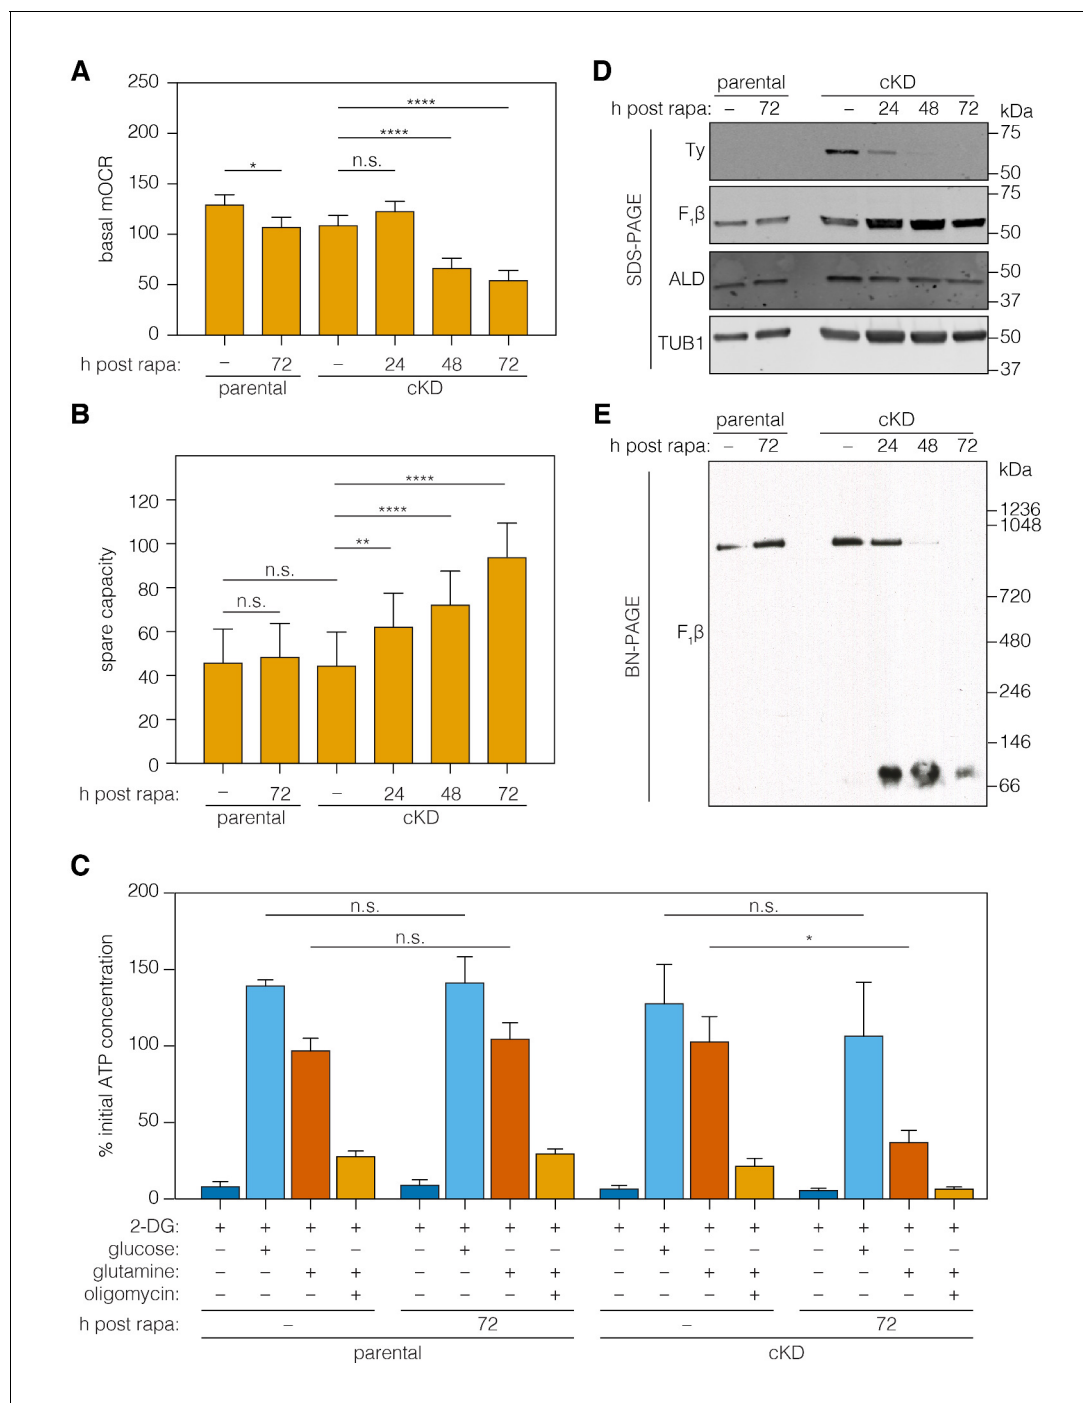 A
250
200
150
100
50
0
basal mOCR
* n.s. **** ****
h post rapa: – 72 – 24 48 72
parental cKD
B
120
100
80
60
40
20
0
spare capacity
n.s. n.s. ** **** ****
h post rapa: – 72 – 24 48 72
parental cKD
C
200
150
100
50
0
% initial ATP concentration
n.s. n.s. n.s. *
2-DG: + + + + + + + + + + + + + + + +
glucose: – + – – – + – – – + – – – + – –
glutamine: – – + + – – + + – – + + – – + +
oligomycin: – – – + – – – + – – – + – – – +
h post rapa: – 72 – 72
parental cKD
D
parental cKD
h post rapa: – 72 – 24 48 72 kDa
SDS-PAGE
Ty 75 50
F₁β 75 50
ALD 50 37
TUB1 50 37
E
parental cKD
h post rapa: – 72 – 24 48 72
kDa
BN-PAGE
F₁β
1236
1048
720
480
246
146
66